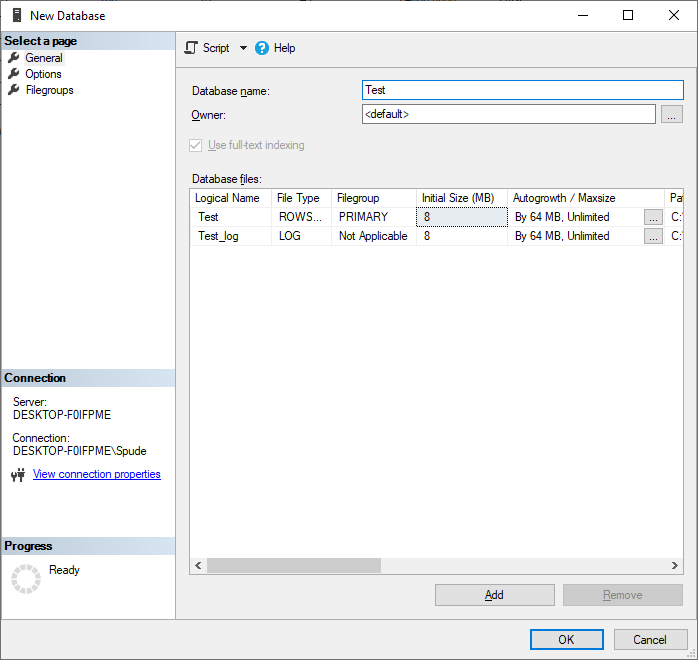 New Database
Select a page
General
Options
Filegroups
Script
Help
Database name:
Test
Owner:
<default>
...
Use full-text indexing
Database files:
Logical Name File Type Filegroup Initial Size (MB) Autogrowth / Maxsize Pa
Test ROWS... PRIMARY 8 By 64 MB, Unlimited ... C:\
Test_log LOG Not Applicable 8 By 64 MB, Unlimited ... C:\
Connection
Server:
DESKTOP-F0IFPME
Connection:
DESKTOP-F0IFPME\Spude
View connection properties
Progress
Ready
Add
Remove
OK
Cancel